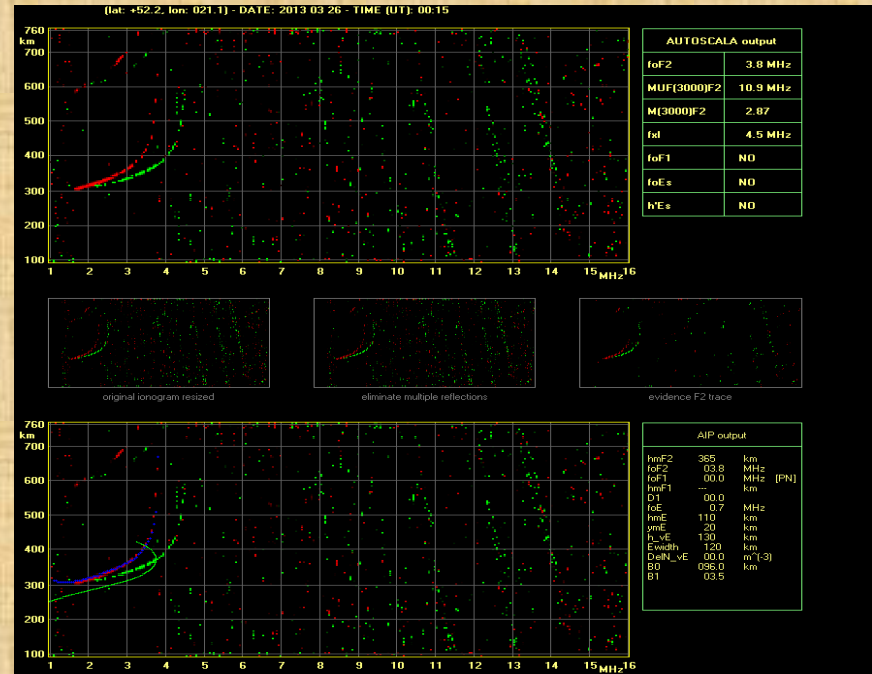 (lat: +52.2, lon: 021.1) - DATE: 2013 03 26 - TIME (UT): 00:15
760
km
700
600
500
400
300
200
100
1 2 3 4 5 6 7 8 9 10 11 12 13 14 15 MHz 16
AUTOSCALA output
foF2 3.8 MHz
MUF(3000)F2 10.9 MHz
M(3000)F2 2.87
fxI 4.5 MHz
foF1 NO
foEs NO
h'Es NO
original ionogram resized
eliminate multiple reflections
evidence F2 trace
760
km
700
600
500
400
300
200
100
1 2 3 4 5 6 7 8 9 10 11 12 13 14 15 MHz 16
AIP output
hmF2 365 km
foF2 03.8 MHz
foF1 00.0 MHz [PN]
hmF1 --- km
D1 00.0
foE 0.7 MHz
hmE 110 km
ymE 20 km
h_vE 130 km
Ewidth 120 km
DelN_vE 00.0 m^(-3)
B0 096.0 km
B1 03.5